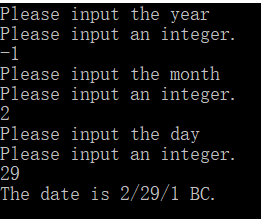 Please input the year
Please input an integer.
-1
Please input the month
Please input an integer.
2
Please input the day
Please input an integer.
29
The date is 2/29/1 BC.